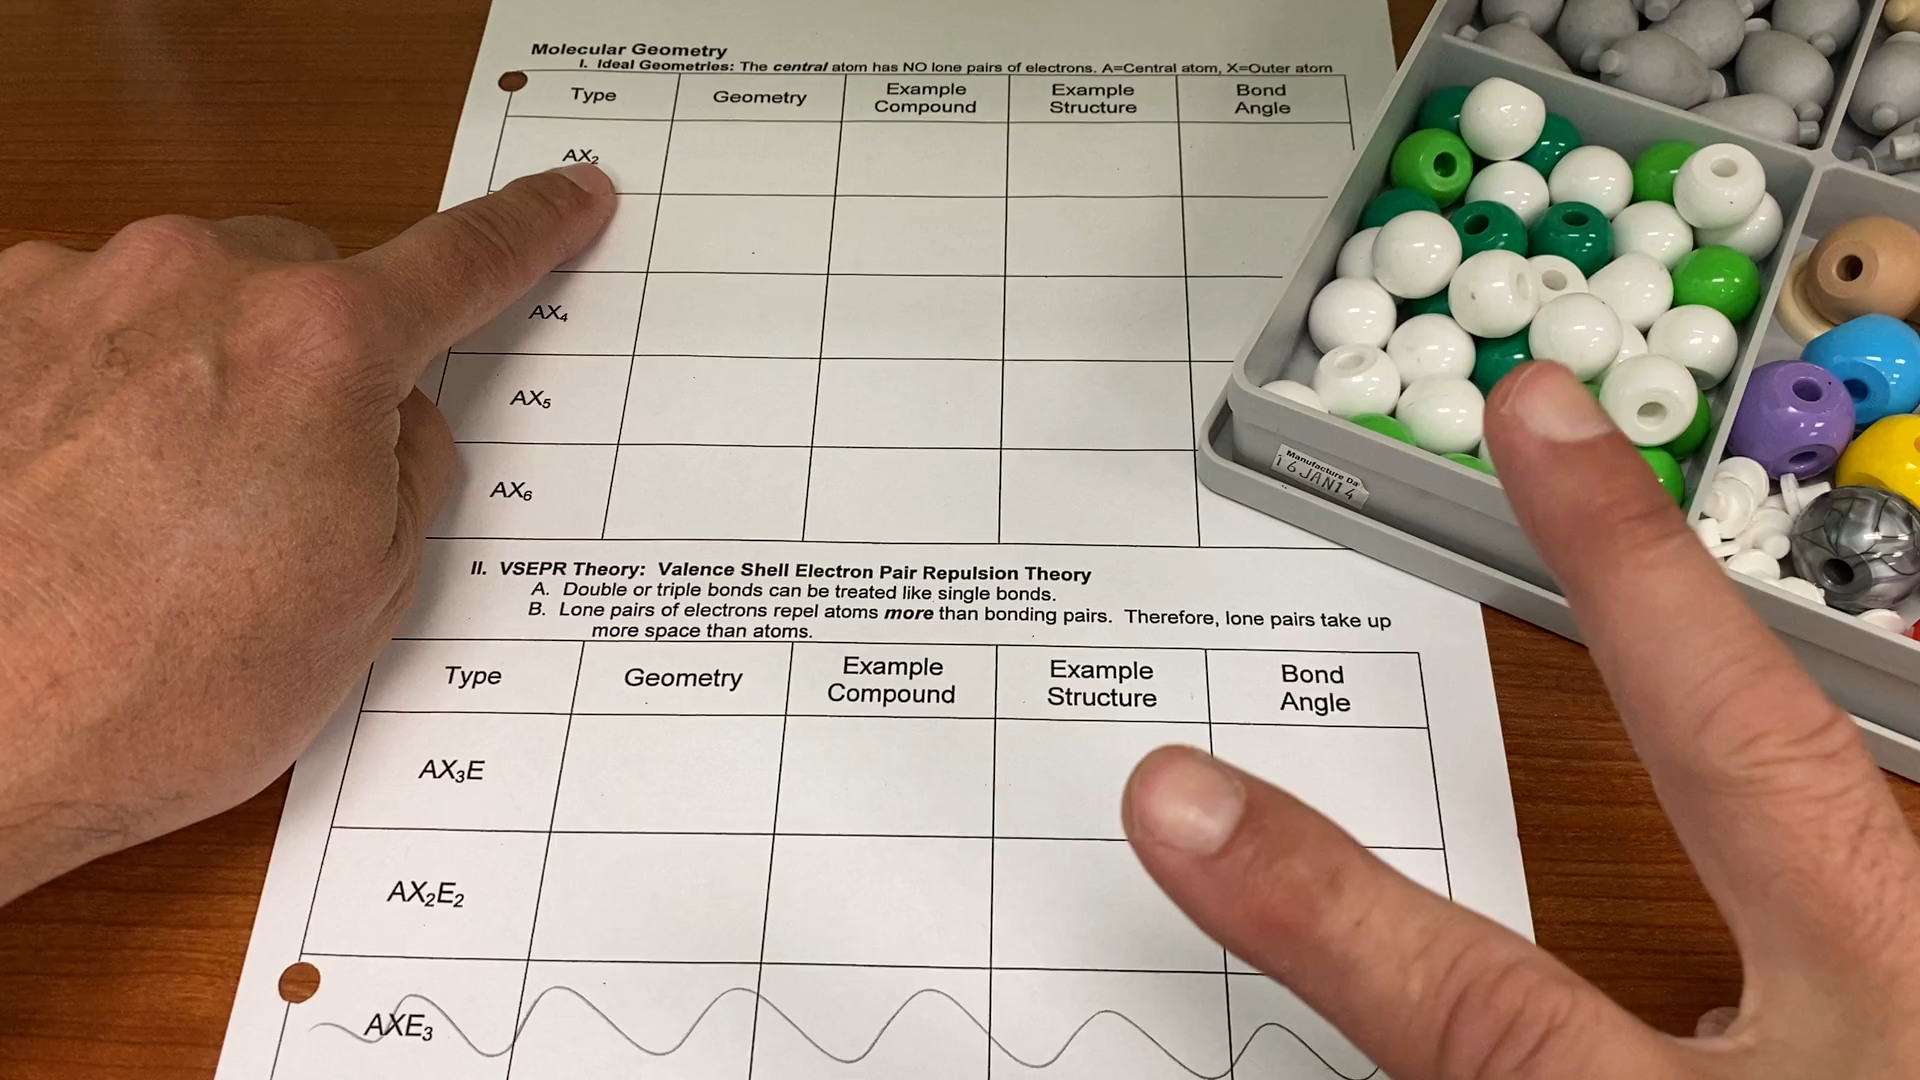 Molecular Geometry
I. Ideal Geometries: The central atom has NO lone pairs of electrons. A=Central atom, X=Outer atom
Type Geometry Example Compound Example Structure Bond Angle
AX₂
AX₄
AX₅
AX₆
II. VSEPR Theory: Valence Shell Electron Pair Repulsion Theory
A. Double or triple bonds can be treated like single bonds.
B. Lone pairs of electrons repel atoms more than bonding pairs. Therefore, lone pairs take up
more space than atoms.
Type Geometry Example Compound Example Structure Bond Angle
AX₃E
AX₂E₂
AXE₃
Manufacture Da
16JAN14